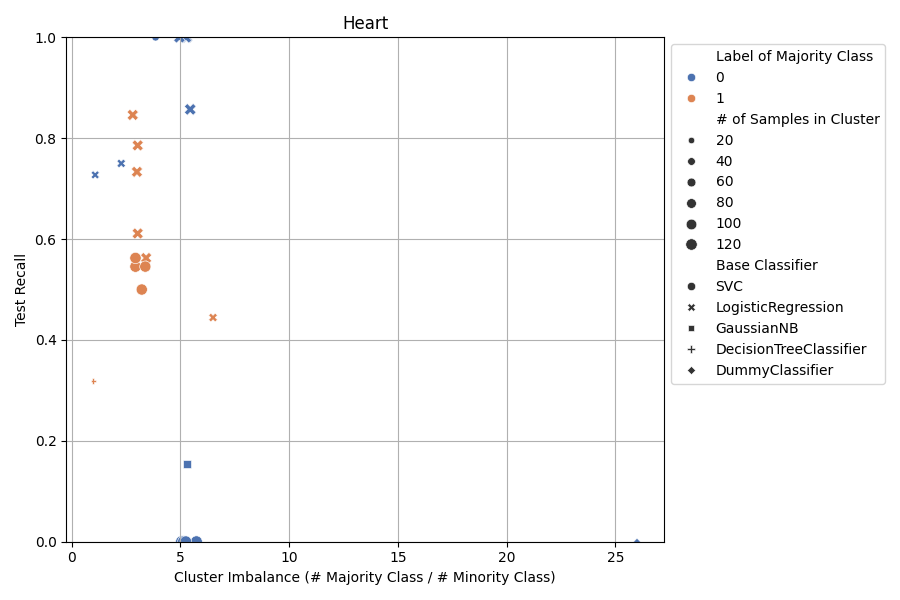 Heart
1.0
0.8
0.6
0.4
0.2
0.0
Test Recall
0
5
10
15
20
25
Cluster Imbalance (# Majority Class / # Minority Class)
Label of Majority Class
0
1
# of Samples in Cluster
20
40
60
80
100
120
Base Classifier
SVC
LogisticRegression
GaussianNB
DecisionTreeClassifier
DummyClassifier